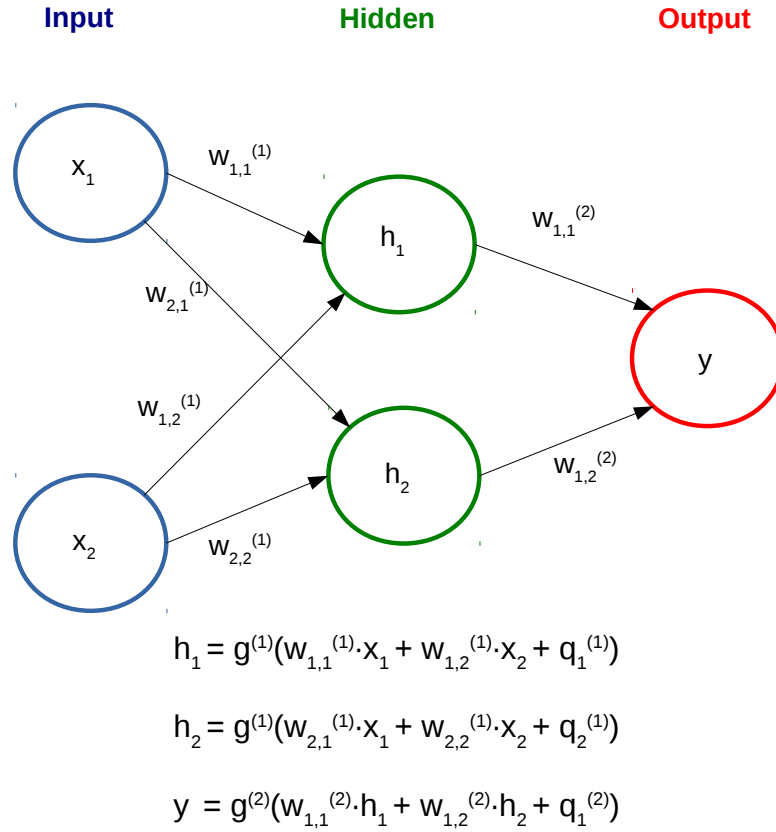 Input Hidden Output
x₁
w₁,₁⁽¹⁾
h₁
w₁,₁⁽²⁾
w₂,₁⁽¹⁾
y
w₁,₂⁽¹⁾
h₂
w₁,₂⁽²⁾
x₂
w₂,₂⁽¹⁾
h₁ = g⁽¹⁾(w₁,₁⁽¹⁾·x₁ + w₁,₂⁽¹⁾·x₂ + q₁⁽¹⁾)
h₂ = g⁽¹⁾(w₂,₁⁽¹⁾·x₁ + w₂,₂⁽¹⁾·x₂ + q₂⁽¹⁾)
y = g⁽²⁾(w₁,₁⁽²⁾·h₁ + w₁,₂⁽²⁾·h₂ + q₁⁽²⁾)